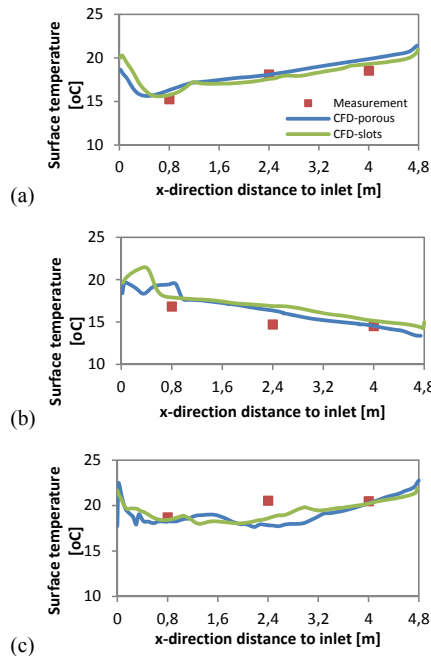 Surface temperature
[oC]
25
20
15
10
Measurement
CFD-porous
CFD-slots
0 0,8 1,6 2,4 3,2 4 4,8
x-direction distance to inlet [m]
(a)
Surface temperature
[oC]
25
20
15
10
0 0,8 1,6 2,4 3,2 4 4,8
x-direction distance to inlet [m]
(b)
Surface temperature
[oC]
25
20
15
10
0 0,8 1,6 2,4 3,2 4 4,8
x-direction distance to inlet [m]
(c)